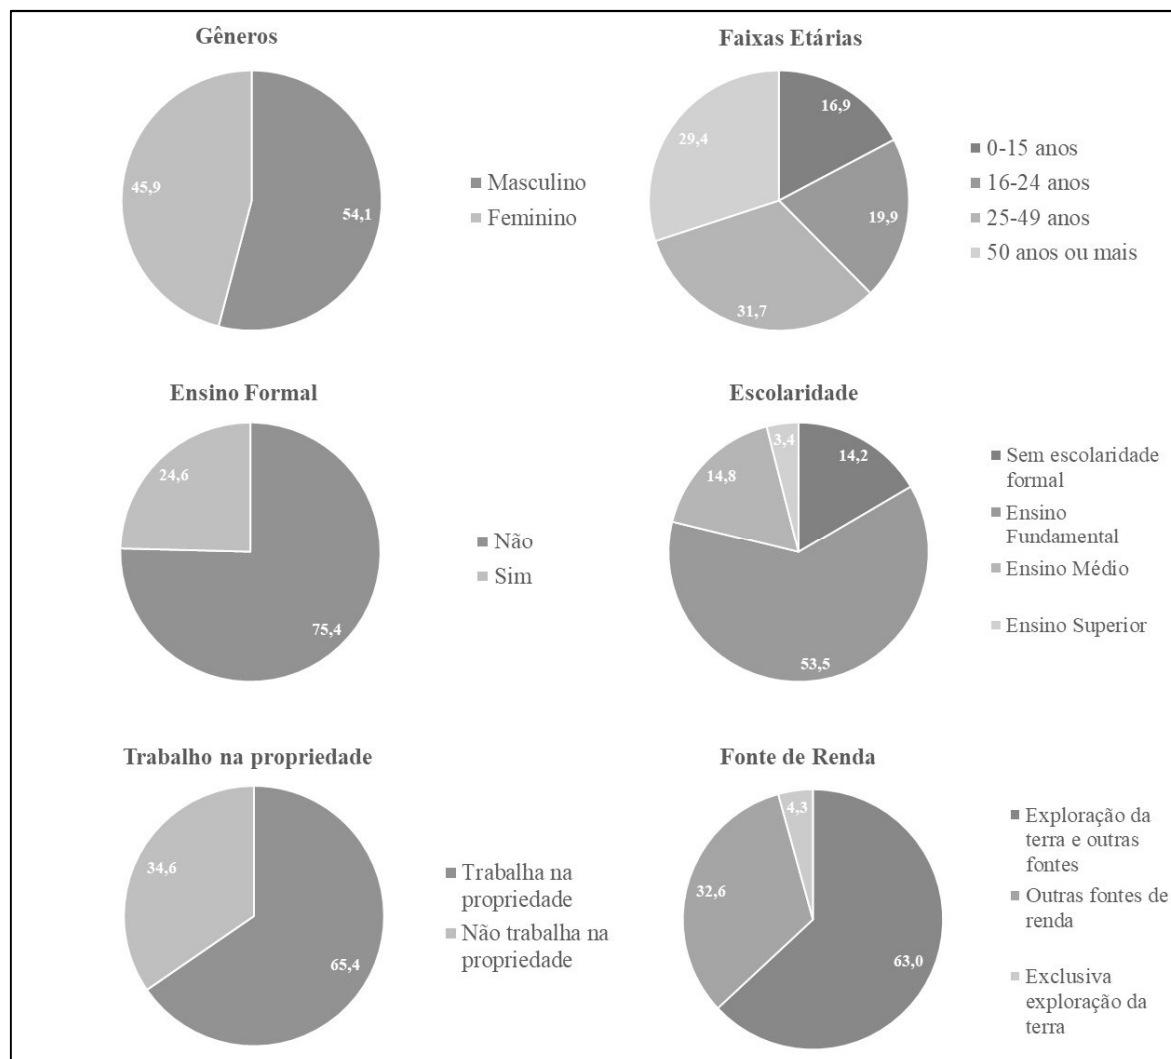 Gêneros
45,9
54,1
Masculino
Feminino
Faixas Etárias
16,9
29,4
19,9
31,7
0-15 anos
16-24 anos
25-49 anos
50 anos ou mais
Ensino Formal
24,6
75,4
Não
Sim
Escolaridade
3,4
14,2
14,8
53,5
Sem escolaridade
formal
Ensino
Fundamental
Ensino Médio
Ensino Superior
Trabalho na propriedade
34,6
65,4
Trabalha na
propriedade
Não trabalha na
propriedade
Fonte de Renda
4,3
32,6
63,0
Exploração da
terra e outras
fontes
Outras fontes de
renda
Exclusiva
exploração da
terra